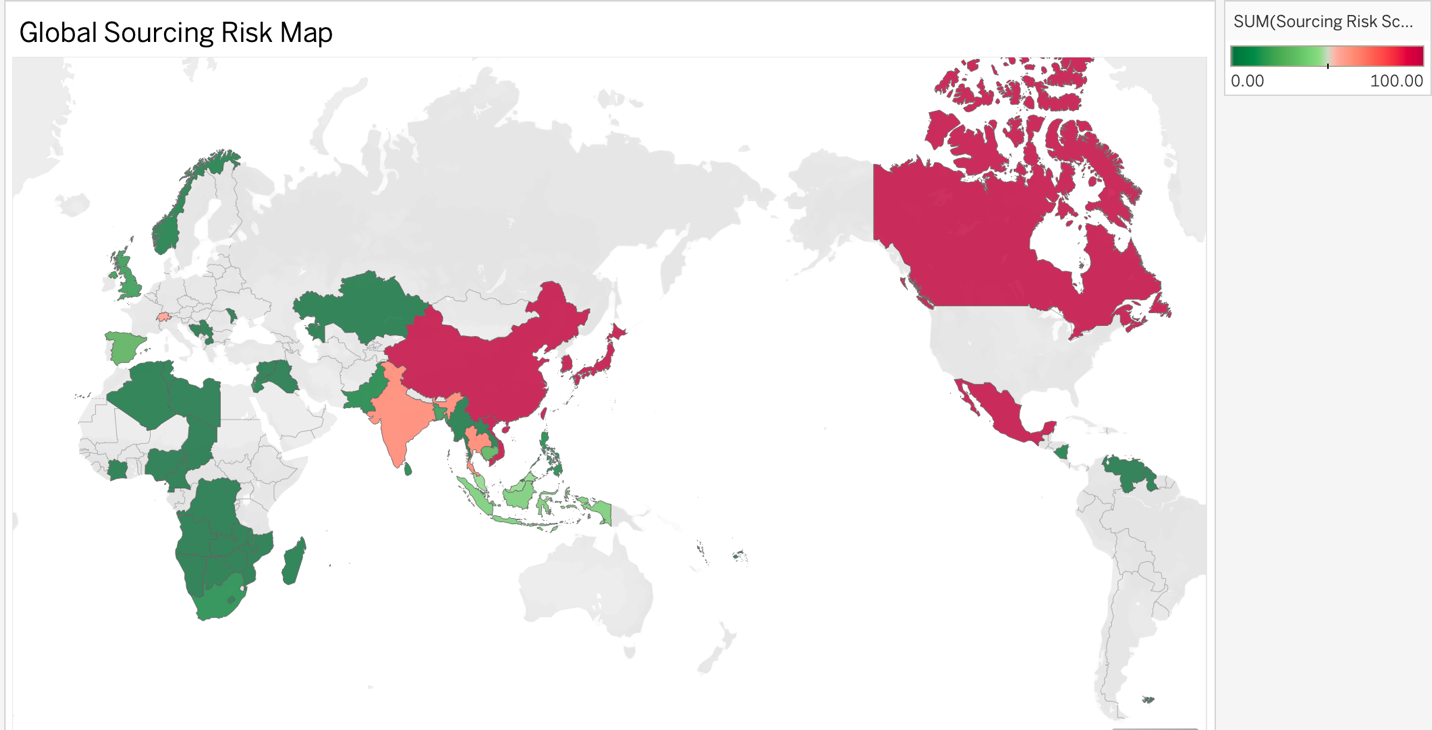 Global Sourcing Risk Map
SUM(Sourcing Risk Sc...
0.00 100.00